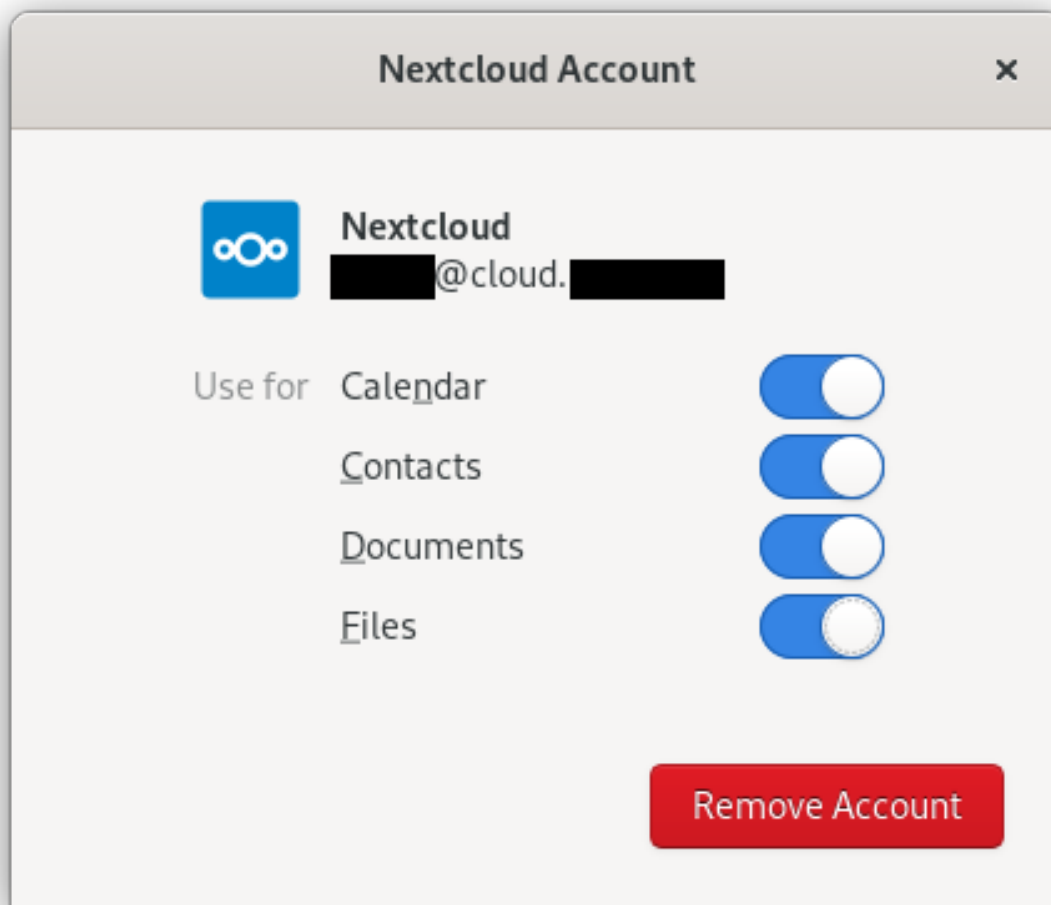 Nextcloud Account
Nextcloud
@cloud.
Use for Calendar
Contacts
Documents
Files
Remove Account